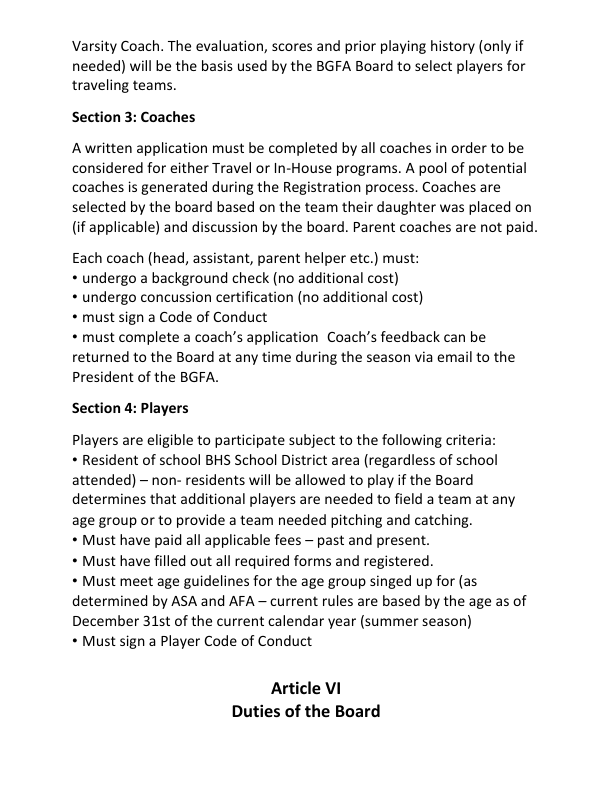 Varsity Coach. The evaluation, scores and prior playing history (only if
needed) will be the basis used by the BGFA Board to select players for
traveling teams.
Section 3: Coaches
A written application must be completed by all coaches in order to be
considered for either Travel or In-House programs. A pool of potential
coaches is generated during the Registration process. Coaches are
selected by the board based on the team their daughter was placed on
(if applicable) and discussion by the board. Parent coaches are not paid.
Each coach (head, assistant, parent helper etc.) must:
• undergo a background check (no additional cost)
• undergo concussion certification (no additional cost)
• must sign a Code of Conduct
• must complete a coach’s application  Coach’s feedback can be
returned to the Board at any time during the season via email to the
President of the BGFA.
Section 4: Players
Players are eligible to participate subject to the following criteria:
• Resident of school BHS School District area (regardless of school
attended) – non- residents will be allowed to play if the Board
determines that additional players are needed to field a team at any
age group or to provide a team needed pitching and catching.
• Must have paid all applicable fees – past and present.
• Must have filled out all required forms and registered.
• Must meet age guidelines for the age group singed up for (as
determined by ASA and AFA – current rules are based by the age as of
December 31st of the current calendar year (summer season)
• Must sign a Player Code of Conduct
Article VI
Duties of the Board